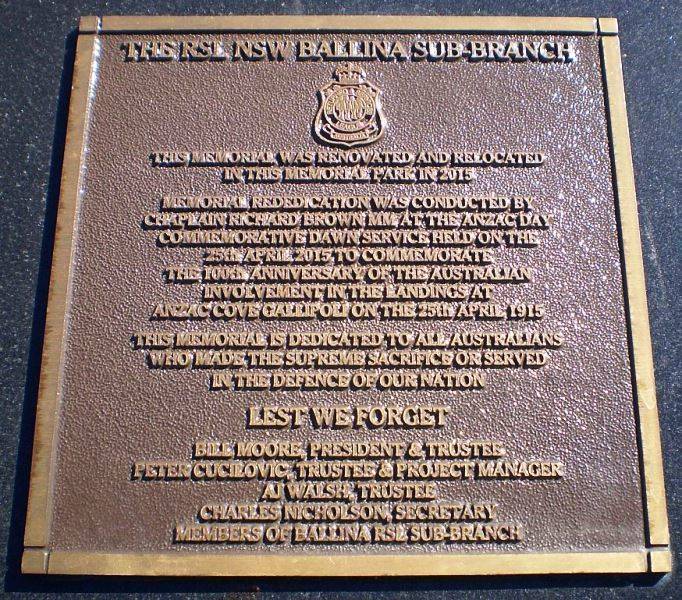 THE RSL NSW BALLINA SUB-BRANCH
THIS MEMORIAL WAS RENOVATED AND RELOCATED
IN THIS MEMORIAL PARK IN 2015
MEMORIAL REDEDICATION WAS CONDUCTED BY
CHAPLAIN RICHARD BROWN MM AT THE ANZAC DAY
COMMEMORATIVE DAWN SERVICE HELD ON THE
25th APRIL 2015 TO COMMEMORATE
THE 100th ANNIVERSARY OF THE AUSTRALIAN
INVOLVEMENT IN THE LANDINGS AT
ANZAC COVE GALLIPOLI ON THE 25th APRIL 1915
THIS MEMORIAL IS DEDICATED TO ALL AUSTRALIANS
WHO MADE THE SUPREME SACRIFICE OR SERVED
IN THE DEFENCE OF OUR NATION
LEST WE FORGET
BILL MOORE, PRESIDENT & TRUSTEE
PETER CUCILOVIC, TRUSTEE & PROJECT MANAGER
AJ WALSH, TRUSTEE
CHARLES NICHOLSON, SECRETARY
MEMBERS OF BALLINA RSL SUB-BRANCH